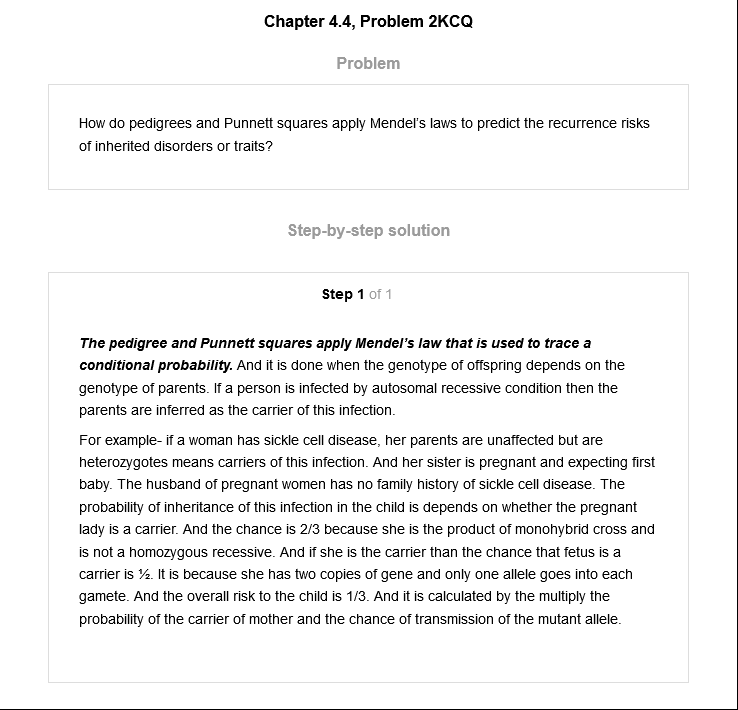 Chapter 4.4, Problem 2KCQ
Problem
How do pedigrees and Punnett squares apply Mendel's laws to predict the recurrence risks
of inherited disorders or traits?
Step-by-step solution
Step 1 of 1
The pedigree and Punnett squares apply Mendel's law that is used to trace a
conditional probability. And it is done when the genotype of offspring depends on the
genotype of parents. If a person is infected by autosomal recessive condition then the
parents are inferred as the carrier of this infection.
For example- if a woman has sickle cell disease, her parents are unaffected but are
heterozygotes means carriers of this infection. And her sister is pregnant and expecting first
baby. The husband of pregnant women has no family history of sickle cell disease. The
probability of inheritance of this infection in the child is depends on whether the pregnant
lady is a carrier. And the chance is 2/3 because she is the product of monohybrid cross and
is not a homozygous recessive. And if she is the carrier than the chance that fetus is a
carrier is ½. It is because she has two copies of gene and only one allele goes into each
gamete. And the overall risk to the child is 1/3. And it is calculated by the multiply the
probability of the carrier of mother and the chance of transmission of the mutant allele.